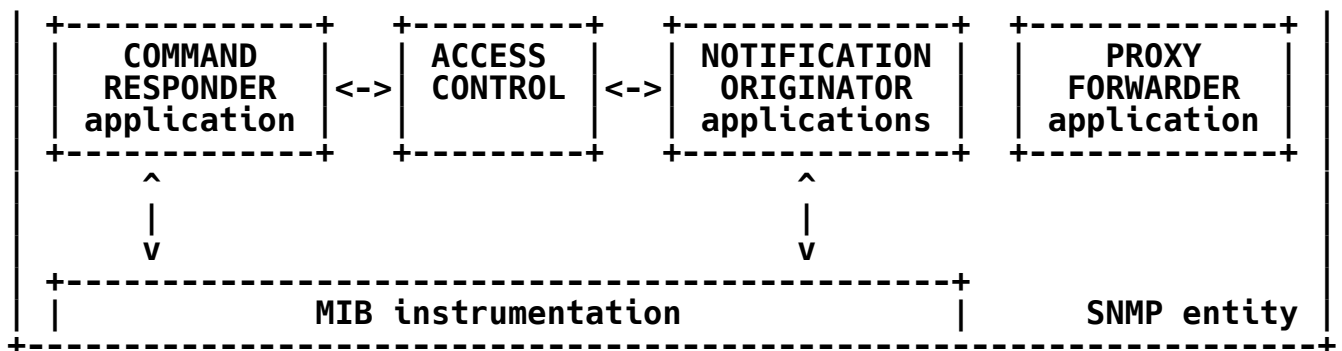 |  +-------------+    +---------+    +--------------+  +-------------+ |
|  |   COMMAND   |    | ACCESS  |    | NOTIFICATION |  |    PROXY    | |
|  |  RESPONDER  |<->| CONTROL |<->|  ORIGINATOR  |  |  FORWARDER  | |
|  | application |    |         |    | applications |  | application | |
|  +-------------+    +---------+    +--------------+  +-------------+ |
|       ^                                  ^                           |
|       |                                  |                           |
|       v                                  v                           |
|  +----------------------------------------------+                    |
|  |             MIB instrumentation              |      SNMP entity   |
+----------------------------------------------------------------------+